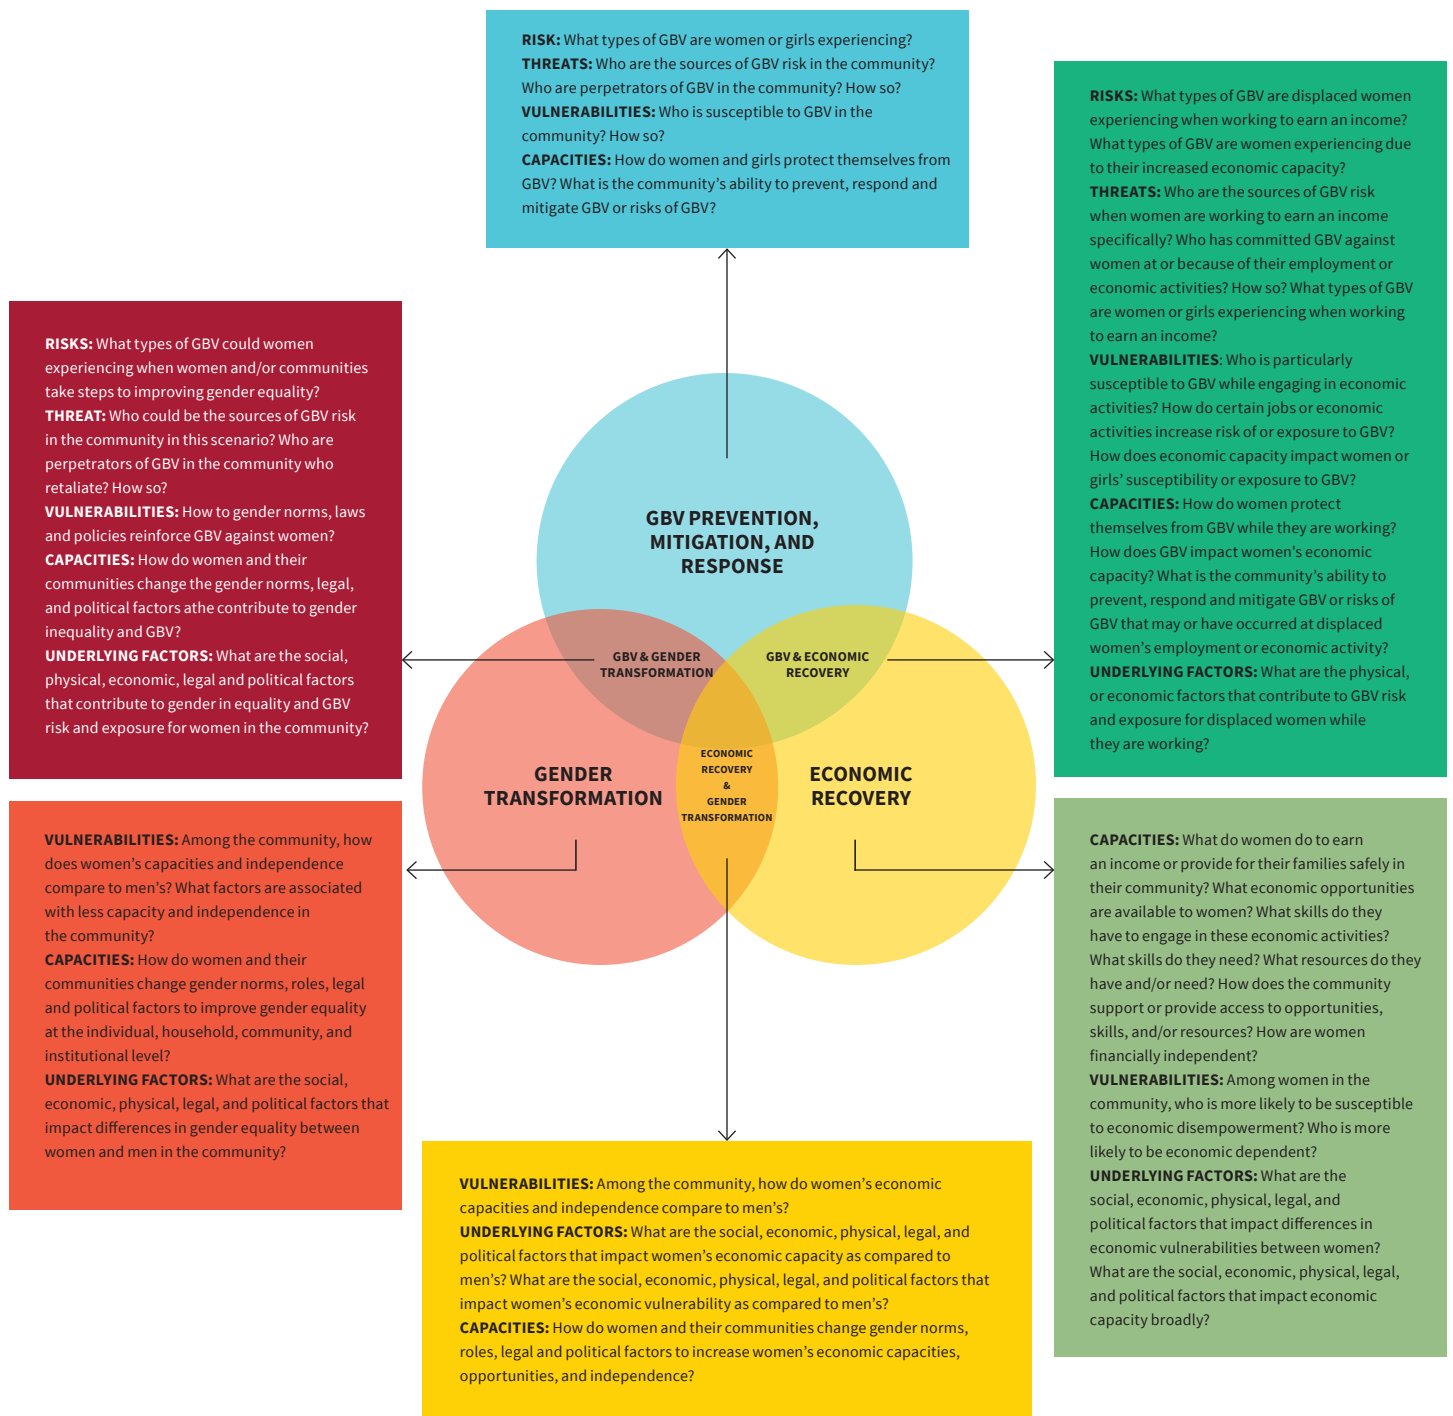 RISK: What types of GBV are women or girls experiencing?
THREATS: Who are the sources of GBV risk in the community?
Who are perpetrators of GBV in the community? How so?
VULNERABILITIES: Who is susceptible to GBV in the
community? How so?
CAPACITIES: How do women and girls protect themselves from
GBV? What is the community’s ability to prevent, respond and
mitigate GBV or risks of GBV?
RISKS: What types of GBV are displaced women
experiencing when working to earn an income?
What types of GBV are women experiencing due
to their increased economic capacity?
THREATS: Who are the sources of GBV risk
when women are working to earn an income
specifically? Who has committed GBV against
women at or because of their employment or
economic activities? How so? What types of GBV
are women or girls experiencing when working
to earn an income?
VULNERABILITIES: Who is particularly
susceptible to GBV while engaging in economic
activities? How do certain jobs or economic
activities increase risk of or exposure to GBV?
How does economic capacity impact women or
girls’ susceptibility or exposure to GBV?
CAPACITIES: How do women protect
themselves from GBV while they are working?
How does GBV impact women’s economic
capacity? What is the community’s ability to
prevent, respond and mitigate GBV or risks of
GBV that may or have occurred at displaced
women’s employment or economic activity?
UNDERLYING FACTORS: What are the physical,
or economic factors that contribute to GBV risk
and exposure for displaced women while
they are working?
RISKS: What types of GBV could women
experiencing when women and/or communities
take steps to improving gender equality?
THREAT: Who could be the sources of GBV risk
in the community in this scenario? Who are
perpetrators of GBV in the community who
retaliate? How so?
VULNERABILITIES: How to gender norms, laws
and policies reinforce GBV against women?
CAPACITIES: How do women and their
communities change the gender norms, legal,
and political factors athe contribute to gender
inequality and GBV?
UNDERLYING FACTORS: What are the social,
physical, economic, legal and political factors
that contribute to gender in equality and GBV
risk and exposure for women in the community?
GBV PREVENTION,
MITIGATION, AND
RESPONSE
GBV & GENDER
TRANSFORMATION
GBV & ECONOMIC
RECOVERY
ECONOMIC
RECOVERY
&
GENDER
TRANSFORMATION
GENDER
TRANSFORMATION
ECONOMIC
RECOVERY
VULNERABILITIES: Among the community, how
does women’s capacities and independence
compare to men’s? What factors are associated
with less capacity and independence in
the community?
CAPACITIES: How do women and their
communities change gender norms, roles, legal
and political factors to improve gender equality
at the individual, household, community, and
institutional level?
UNDERLYING FACTORS: What are the social,
economic, physical, legal, and political factors that
impact differences in gender equality between
women and men in the community?
CAPACITIES: What do women do to earn
an income or provide for their families safely in
their community? What economic opportunities
are available to women? What skills do they
have to engage in these economic activities?
What skills do they need? What resources do they
have and/or need? How does the community
support or provide access to opportunities,
skills, and/or resources? How are women
financially independent?
VULNERABILITIES: Among women in the
community, who is more likely to be susceptible
to economic disempowerment? Who is more
likely to be economic dependent?
UNDERLYING FACTORS: What are the
social, economic, physical, legal, and
political factors that impact differences in
economic vulnerabilities between women?
What are the social, economic, physical, legal,
and political factors that impact economic
capacity broadly?
VULNERABILITIES: Among the community, how do women’s economic
capacities and independence compare to men’s?
UNDERLYING FACTORS: What are the social, economic, physical, legal, and
political factors that impact women’s economic capacity as compared to
men’s? What are the social, economic, physical, legal, and political factors that
impact women’s economic vulnerability as compared to men’s?
CAPACITIES: How do women and their communities change gender norms,
roles, legal and political factors to increase women’s economic capacities,
opportunities, and independence?